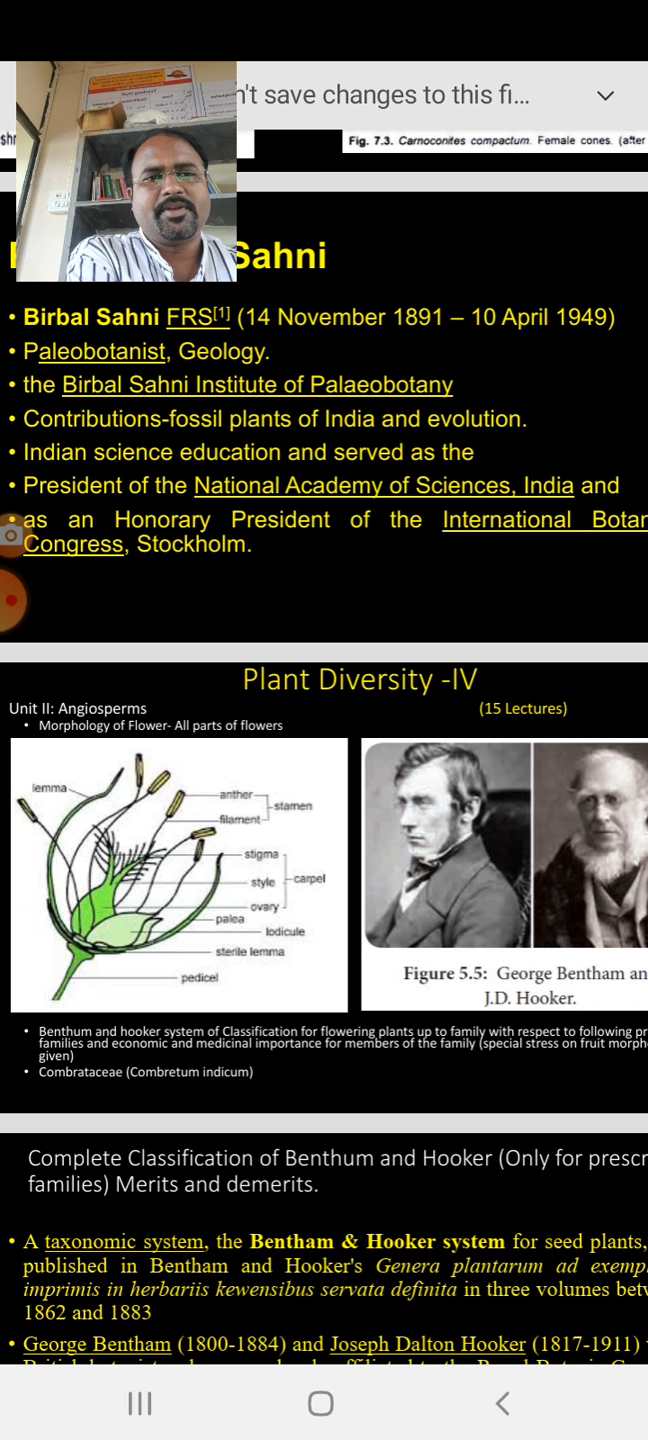 n't save changes to this fi...
shr
Fig. 7.3. Carnoconites compactum. Female cones. (after
Sahni
• Birbal Sahni FRS[1] (14 November 1891 – 10 April 1949)
• Paleobotanist, Geology.
• the Birbal Sahni Institute of Palaeobotany
• Contributions-fossil plants of India and evolution.
• Indian science education and served as the
• President of the National Academy of Sciences, India and
• as an Honorary President of the International Botan
Congress, Stockholm.
Plant Diversity -IV
Unit II: Angiosperms (15 Lectures)
• Morphology of Flower- All parts of flowers
lemma
anther
stamen
filament
stigma
style
carpel
ovary
palea
lodicule
sterile lemma
pedicel
Figure 5.5: George Bentham an
J.D. Hooker.
• Benthum and hooker system of Classification for flowering plants up to family with respect to following pr
families and economic and medicinal importance for members of the family (special stress on fruit morph
given)
• Combrataceae (Combretum indicum)
Complete Classification of Benthum and Hooker (Only for prescr
families) Merits and demerits.
• A taxonomic system, the Bentham & Hooker system for seed plants,
published in Bentham and Hooker's Genera plantarum ad exempl
imprimis in herbariis kewensibus servata definita in three volumes betw
1862 and 1883
• George Bentham (1800-1884) and Joseph Dalton Hooker (1817-1911)